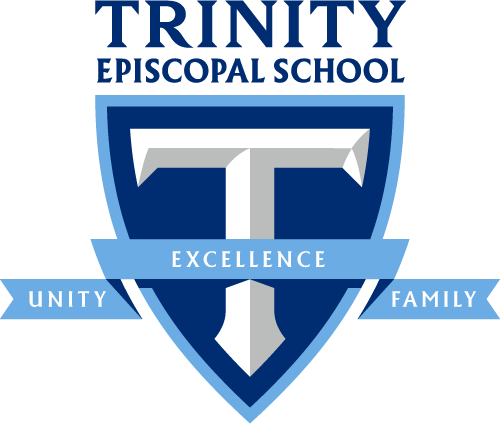 TRINITY
EPISCOPAL SCHOOL
T
EXCELLENCE
UNITY FAMILY